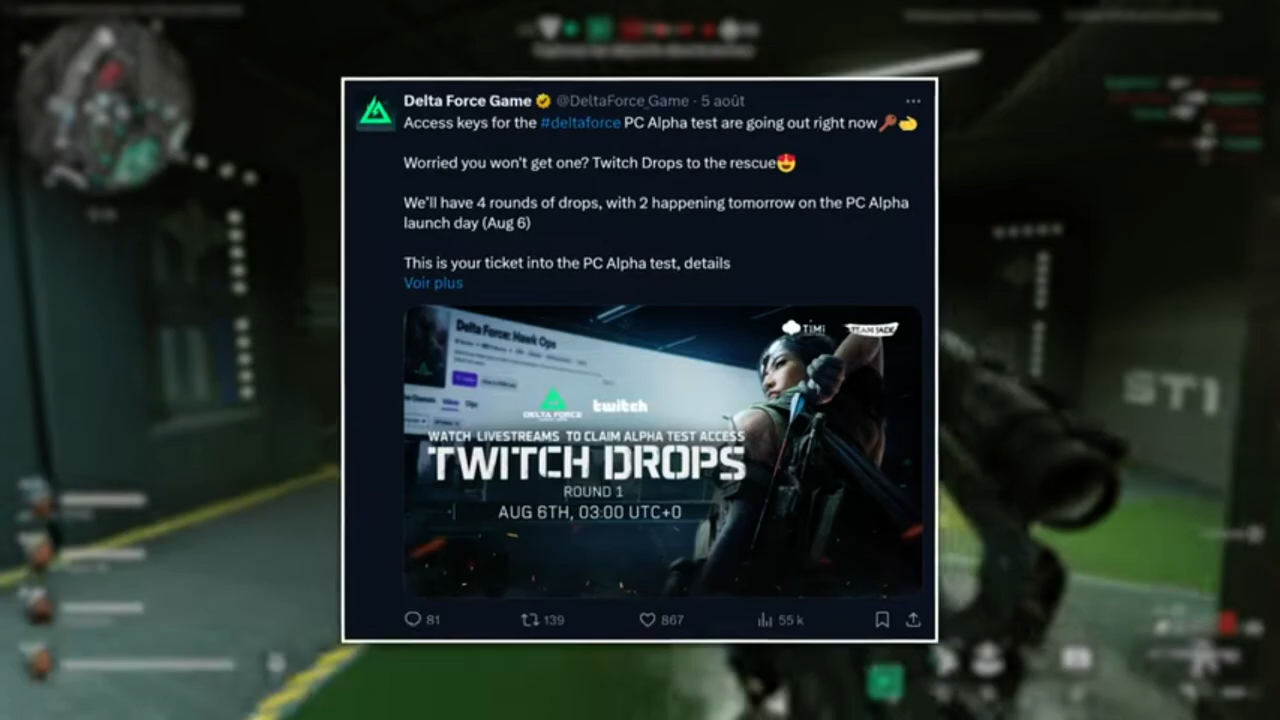 Delta Force Game @DeltaForce_Game · 5 août
Access keys for the #deltaforce PC Alpha test are going out right now🔑🫴
Worried you won't get one? Twitch Drops to the rescue😍
We'll have 4 rounds of drops, with 2 happening tomorrow on the PC Alpha
launch day (Aug 6)
This is your ticket into the PC Alpha test, details
Voir plus
TiMi TEAM JADE
Delta Force: Hawk Ops
DELTA FORCE twitch
WATCH LIVESTREAMS TO CLAIM ALPHA TEST ACCESS
TWITCH DROPS
ROUND 1
AUG 6TH, 03:00 UTC+0
81 139 867 55 k
ST1